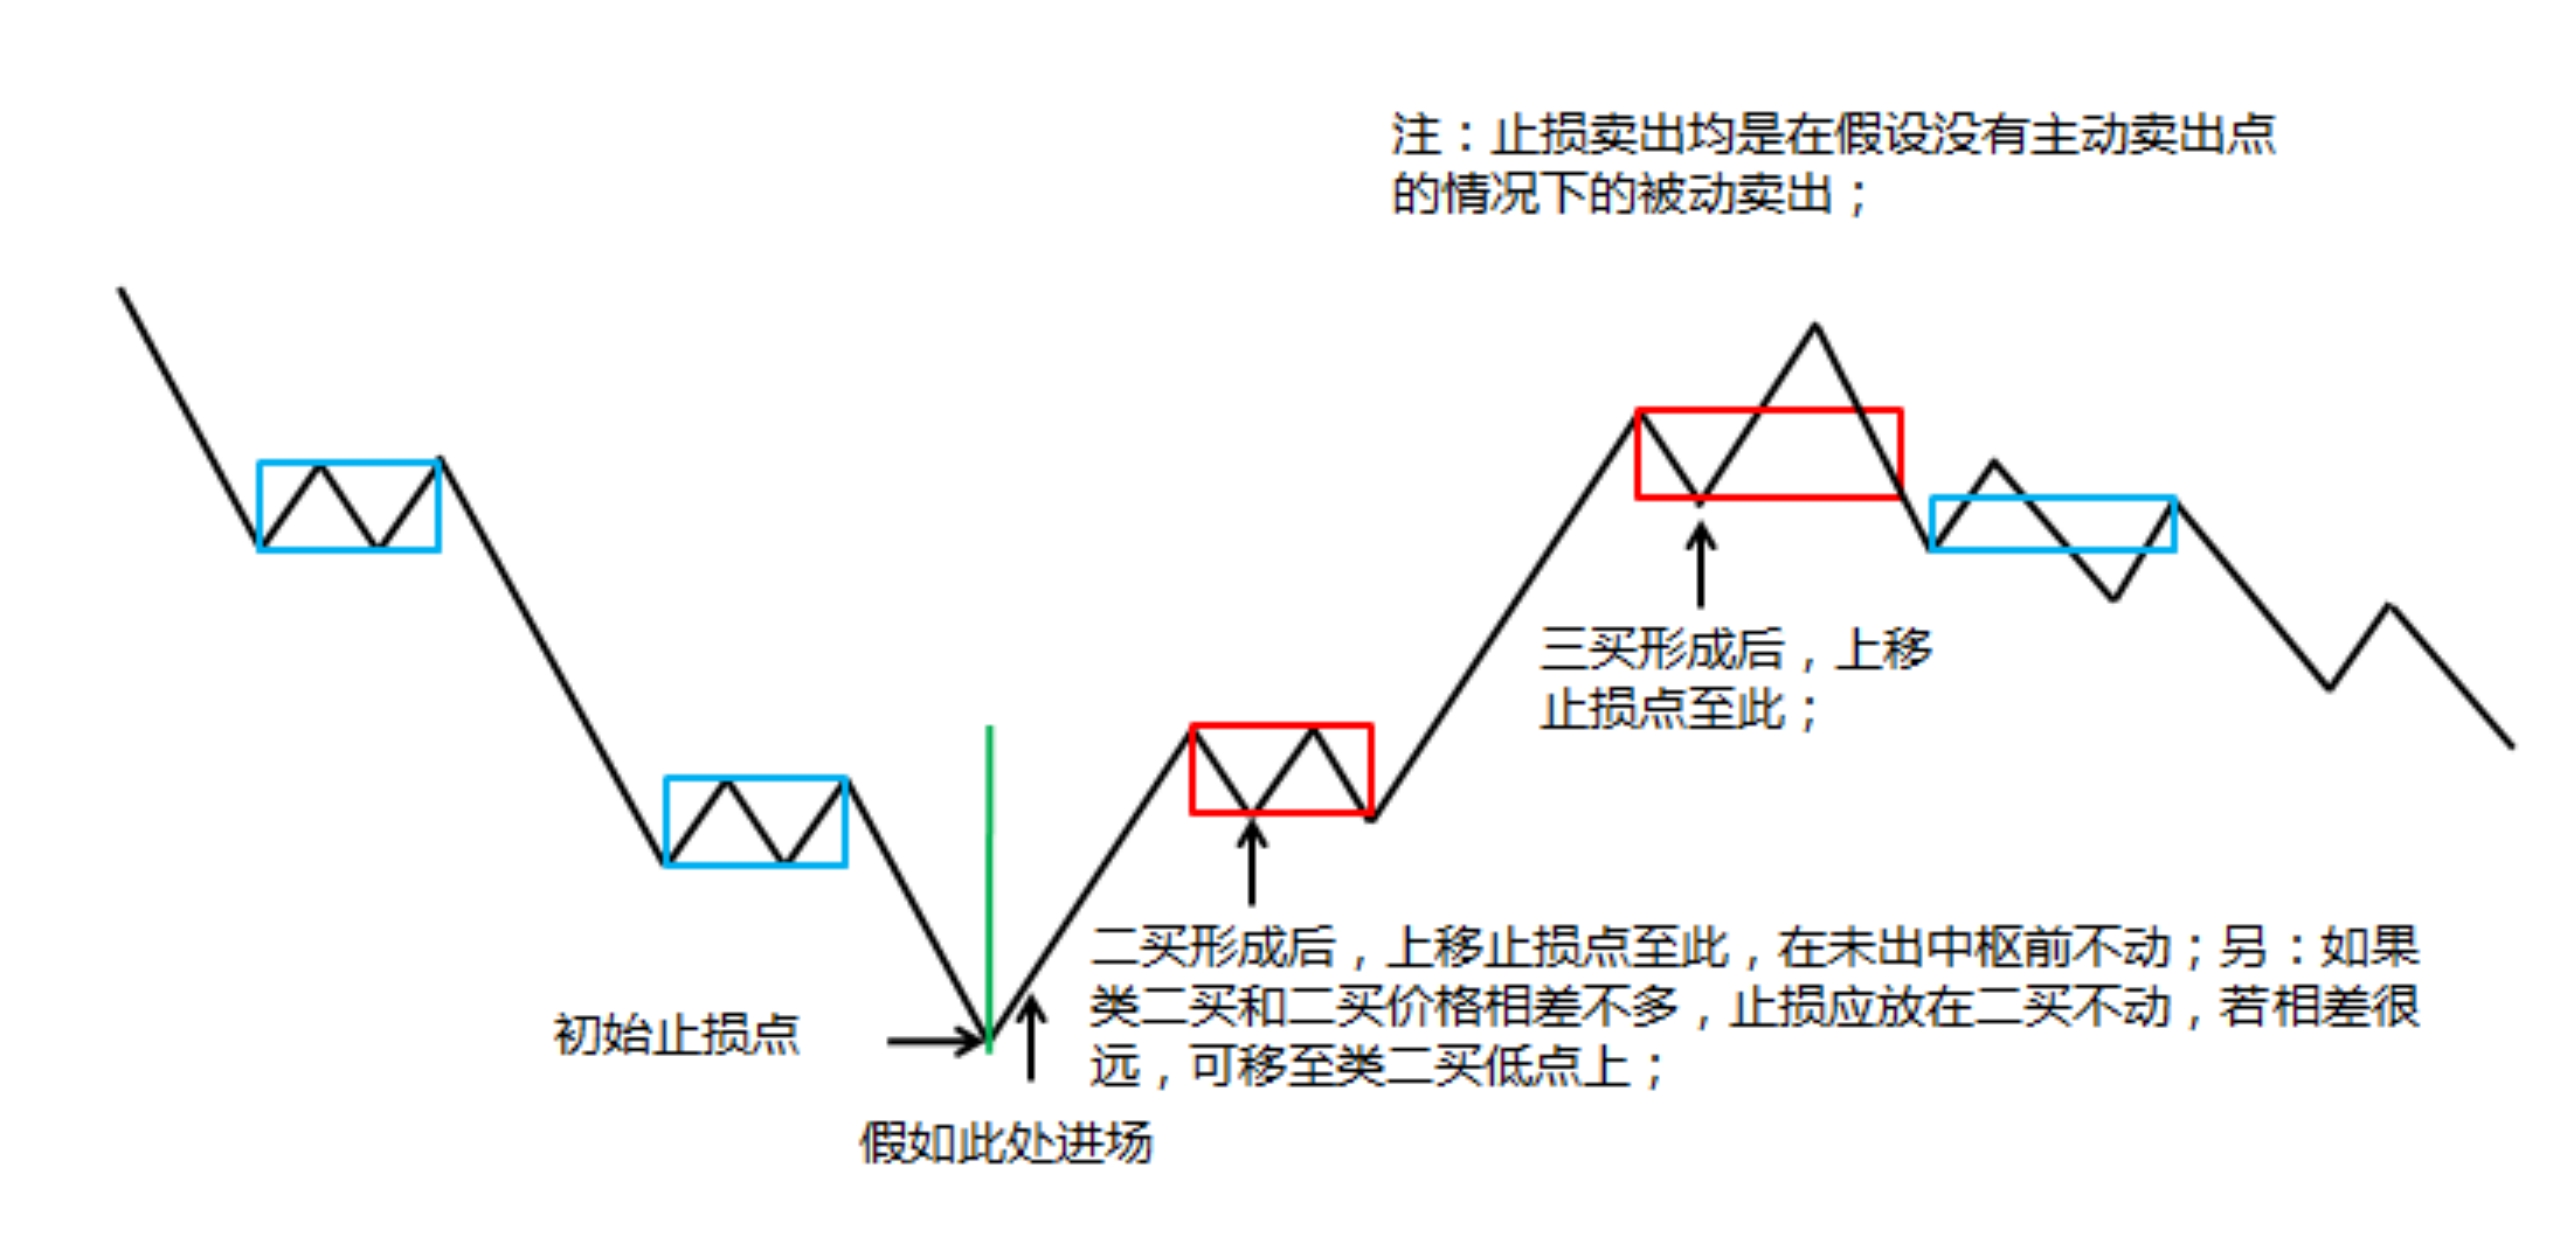 注：止损卖出均是在假设没有主动卖出点
的情况下的被动卖出；
三买形成后，上移
止损点至此；
二买形成后，上移止损点至此，在未出中枢前不动；另：如果
类二买和二买价格相差不多，止损应放在二买不动，若相差很
远，可移至类二买低点上；
初始止损点
假如此处进场